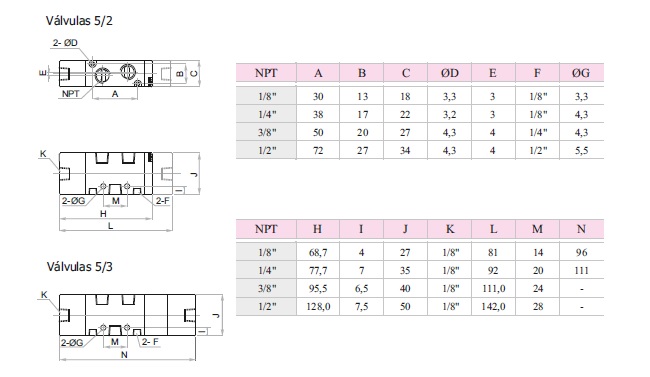 Válvulas 5/2
2- ØD
E
B
C
NPT
A
K
J
I
2-ØG
M
2-F
H
L
Válvulas 5/3
K
J
I
2-ØG
M
2- F
N
NPT A B C ØD E F ØG
1/8" 30 13 18 3,3 3 1/8" 3,3
1/4" 38 17 22 3,2 3 1/8" 4,3
3/8" 50 20 27 4,3 4 1/4" 4,3
1/2" 72 27 34 4,3 4 1/2" 5,5
NPT H I J K L M N
1/8" 68,7 4 27 1/8" 81 14 96
1/4" 77,7 7 35 1/8" 92 20 111
3/8" 95,5 6,5 40 1/8" 111,0 24 -
1/2" 128,0 7,5 50 1/8" 142,0 28 -